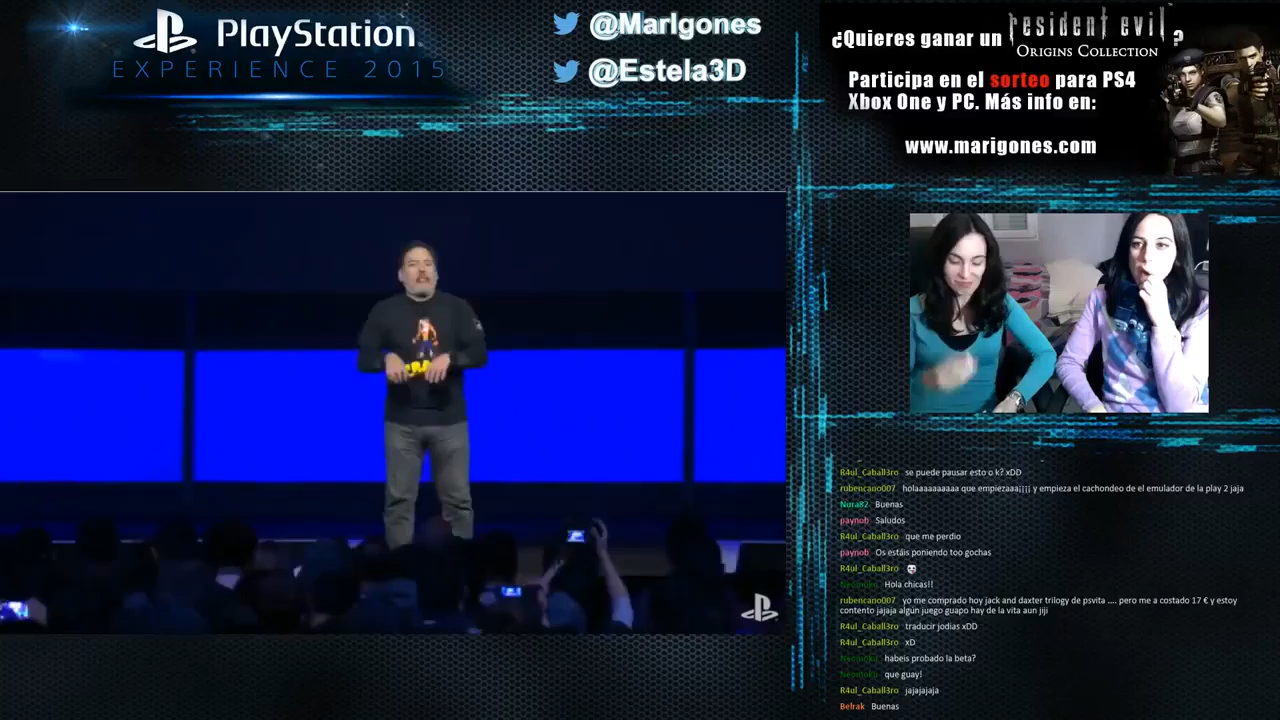 PlayStation
EXPERIENCE 2015
@MarIgones
@Estela3D
¿Quieres ganar un resident evil ORIGINS COLLECTION ?
Participa en el sorteo para PS4
Xbox One y PC. Más info en:
www.marigones.com
R4ul_Caball3ro se puede pausar esto o k? xDD
rubencano007 holaaaaaaaaaa que empiezaaa¡¡¡¡ y empieza el cachondeo de el emulador de la play 2 jaja
Nura82 Buenas
paynob Saludos
R4ul_Caball3ro que me perdio
paynob Os estáis poniendo too gochas
R4ul_Caball3ro
Hola chicas!!
rubencano007 yo me comprado hoy jack and daxter trilogy de psvita .... pero me a costado 17 € y estoy
contento jajaja algún juego guapo hay de la vita aun jiji
R4ul_Caball3ro traducir jodias xDD
R4ul_Caball3ro xD
habeis probado la beta?
que guay!
R4ul_Caball3ro jajajajaja
Belrak Buenas